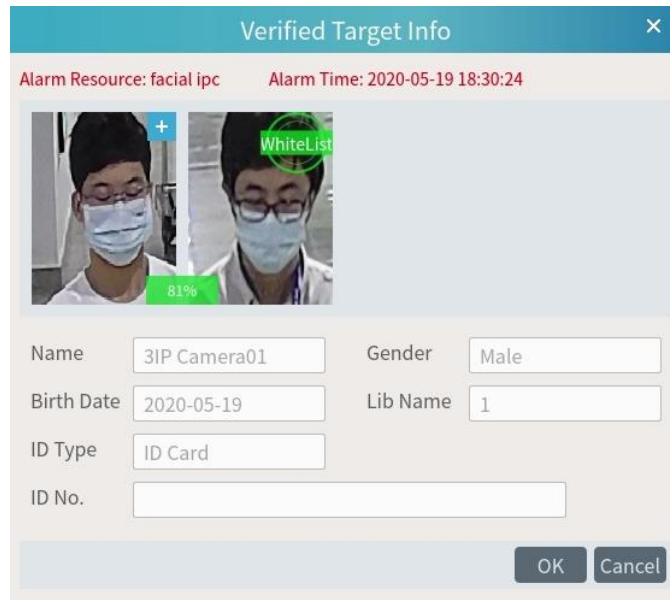 Verified Target Info
Alarm Resource: facial ipc Alarm Time: 2020-05-19 18:30:24
WhiteList
81%
Name 3IP Camera01 Gender Male
Birth Date 2020-05-19 Lib Name 1
ID Type ID Card
ID No.
OK Cancel